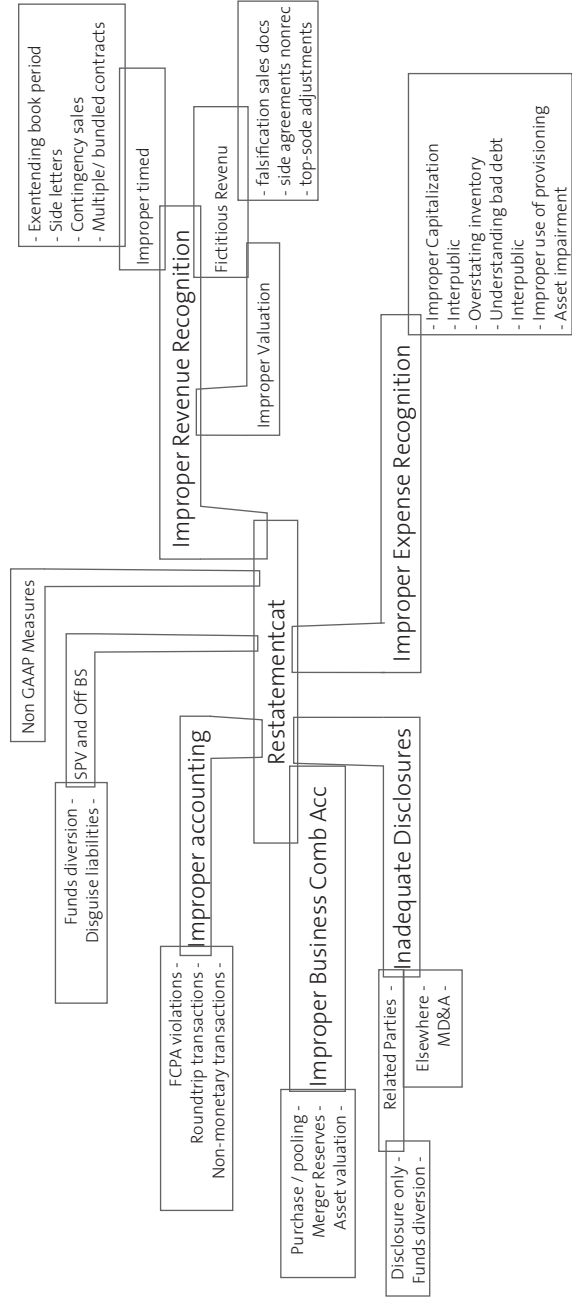 Non GAAP Measures
Funds diversion -
Disguise liabilities -
SPV and Off BS
FCPA violations -
Roundtrip transactions -
Non-monetary transactions -
Improper accounting
Purchase / pooling -
Merger Reserves -
Asset valuation -
Improper Business Comb Acc
Disclosure only -
Funds diversion -
Related Parties -
Elsewhere -
MD&A -
Inadequate Disclosures
Restatementcat
Improper Revenue Recognition
Improper timed
- Exentending book period
- Side letters
- Contingency sales
- Multiple/ bundled contracts
Fictitious Revenu
- falsification sales docs
- side agreements nonrec
- top-sode adjustments
Improper Valuation
Improper Expense Recognition
- Improper Capitalization
- Interpublic
- Overstating inventory
- Understanding bad debt
- Interpublic
- Improper use of provisioning
- Asset impairment